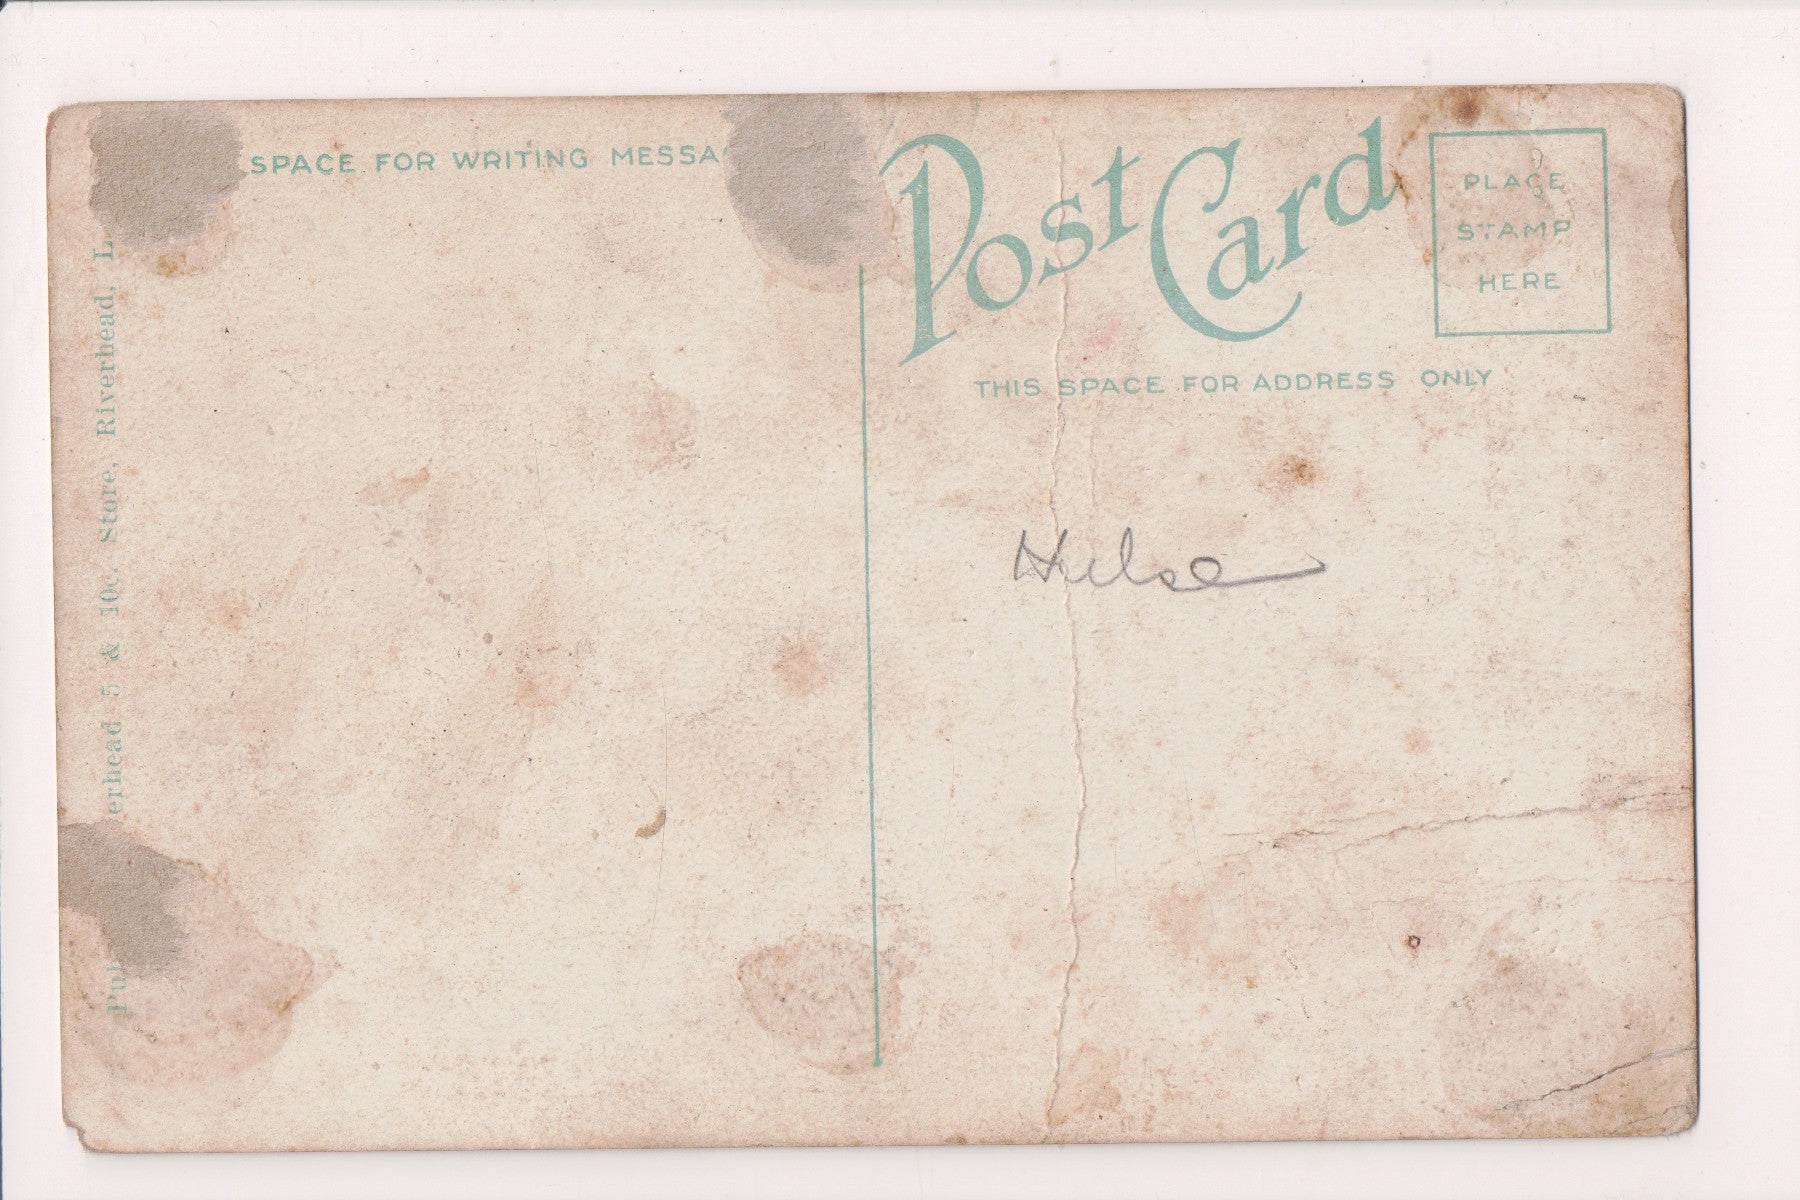 SPACE FOR WRITING MESSA
Post Card
PLACE
STAMP
HERE
THIS SPACE FOR ADDRESS ONLY
Hulse
Pu erhead 5 & 10c. Store, Riverhead, L